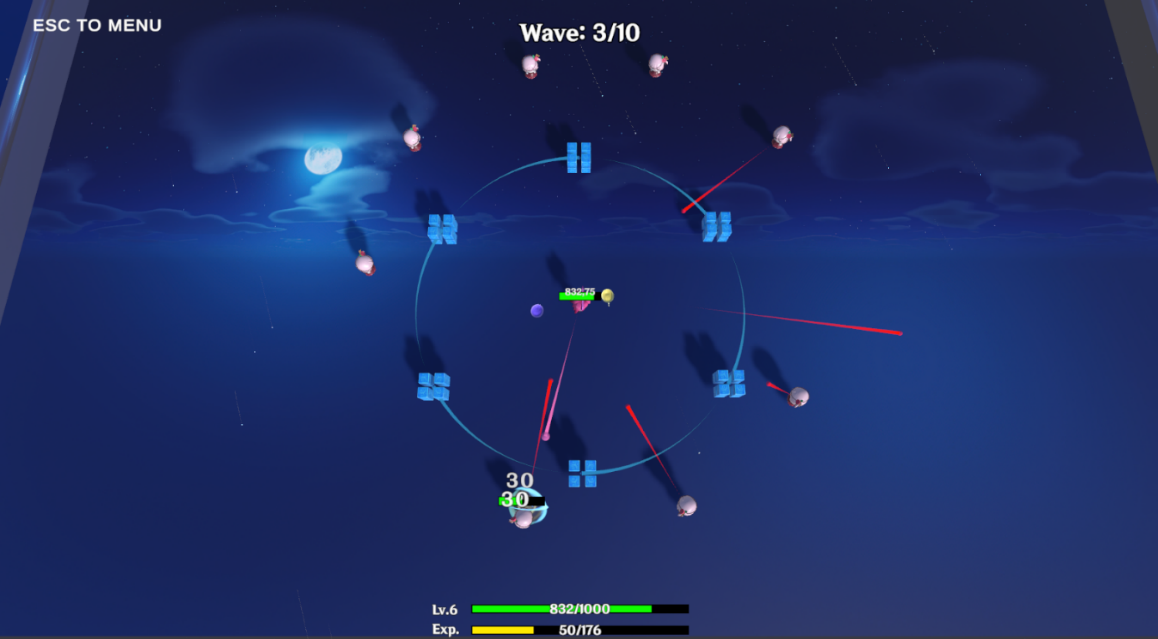 ESC TO MENU
Wave: 3/10
832.75
30
30
Lv.6 832/1000
Exp. 50/176